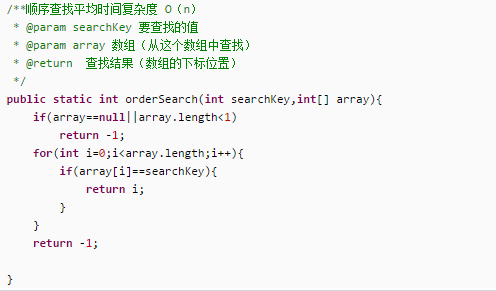 /**顺序查找平均时间复杂度 O（n）
 * @param searchKey 要查找的值
 * @param array 数组（从这个数组中查找）
 * @return  查找结果（数组的下标位置）
 */
public static int orderSearch(int searchKey,int[] array){
    if(array==null||array.length<1)
        return -1;
    for(int i=0;i<array.length;i++){
        if(array[i]==searchKey){
            return i;
        }
    }
    return -1;
}